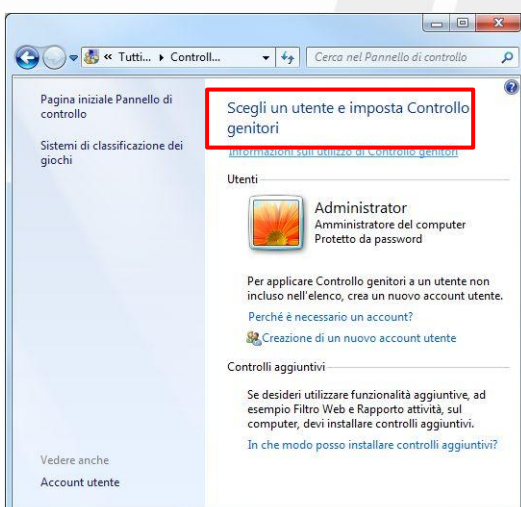 « Tutti... ▸ Controll...
Cerca nel Pannello di controllo
Pagina iniziale Pannello di
controllo
Sistemi di classificazione dei
giochi
Scegli un utente e imposta Controllo
genitori
Informazioni sull'utilizzo di Controllo genitori
Utenti
Administrator
Amministratore del computer
Protetto da password
Per applicare Controllo genitori a un utente non
incluso nell'elenco, crea un nuovo account utente.
Perché è necessario un account?
Creazione di un nuovo account utente
Controlli aggiuntivi
Se desideri utilizzare funzionalità aggiuntive, ad
esempio Filtro Web e Rapporto attività, sul
computer, devi installare controlli aggiuntivi.
In che modo posso installare controlli aggiuntivi?
Vedere anche
Account utente